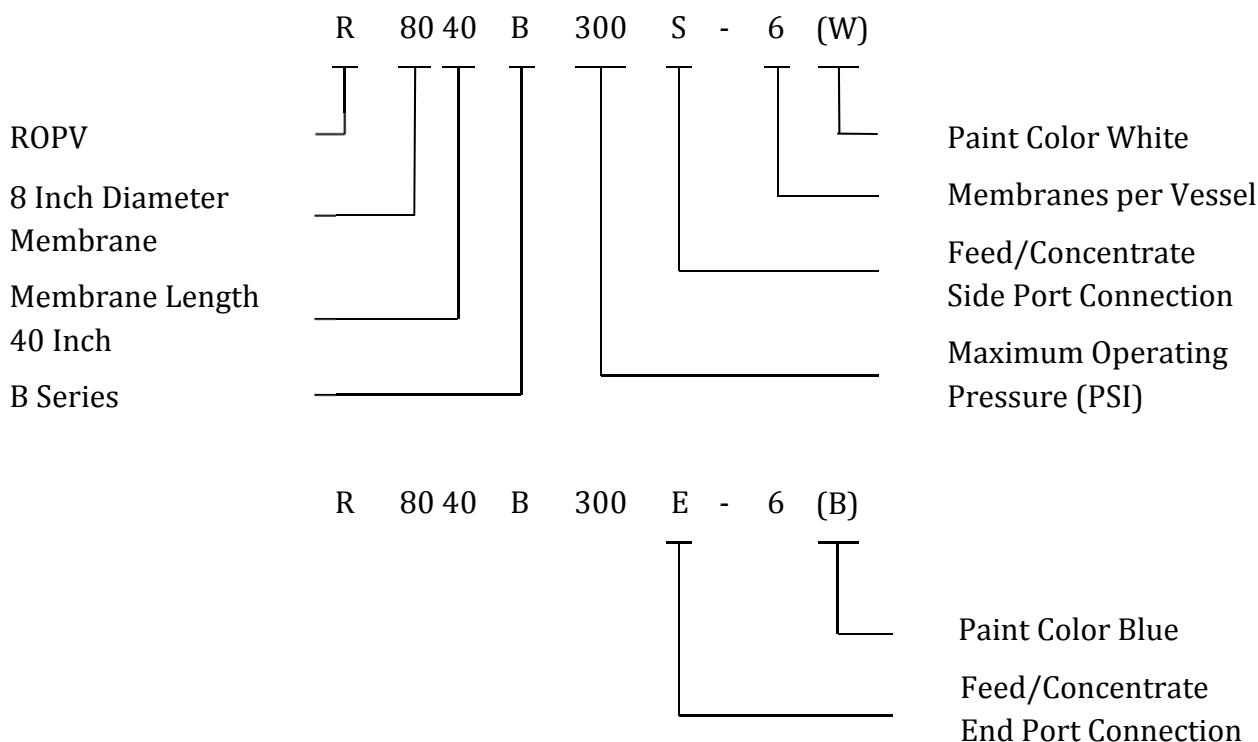 R 80 40 B 300 S - 6 (W)
ROPV
8 Inch Diameter
Membrane
Membrane Length
40 Inch
B Series
Paint Color White
Membranes per Vessel
Feed/Concentrate
Side Port Connection
Maximum Operating
Pressure (PSI)
R 80 40 B 300 E - 6 (B)
Paint Color Blue
Feed/Concentrate
End Port Connection